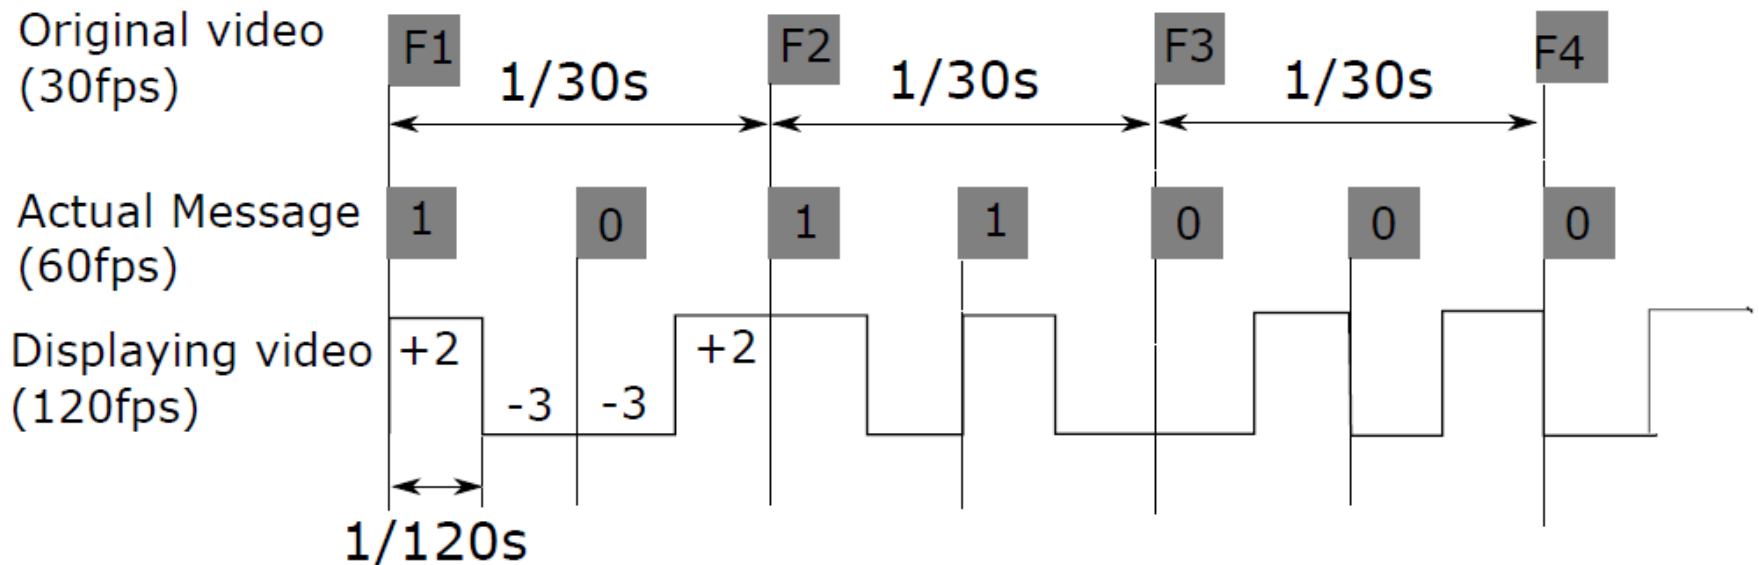 Original video
(30fps)
F1
F2
F3
F4
1/30s
1/30s
1/30s
Actual Message
(60fps)
1
0
1
1
0
0
0
Displaying video
(120fps)
+2
-3
-3
+2
1/120s